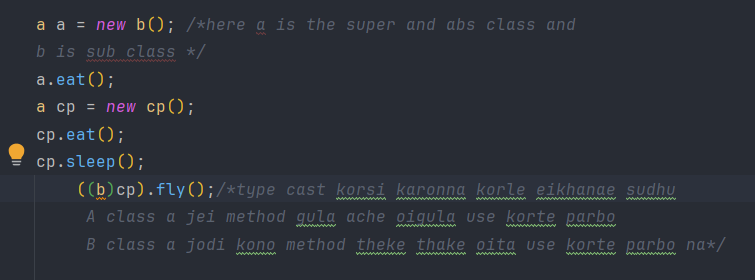 a a = new b(); /*here a is the super and abs class and
b is sub class */
a.eat();
a cp = new cp();
cp.eat();
cp.sleep();
((b)cp).fly();/*type cast korsi karonna korle eikhanae sudhu
A class a jei method gula ache oigula use korte parbo
B class a jodi kono method theke thake oita use korte parbo na*/